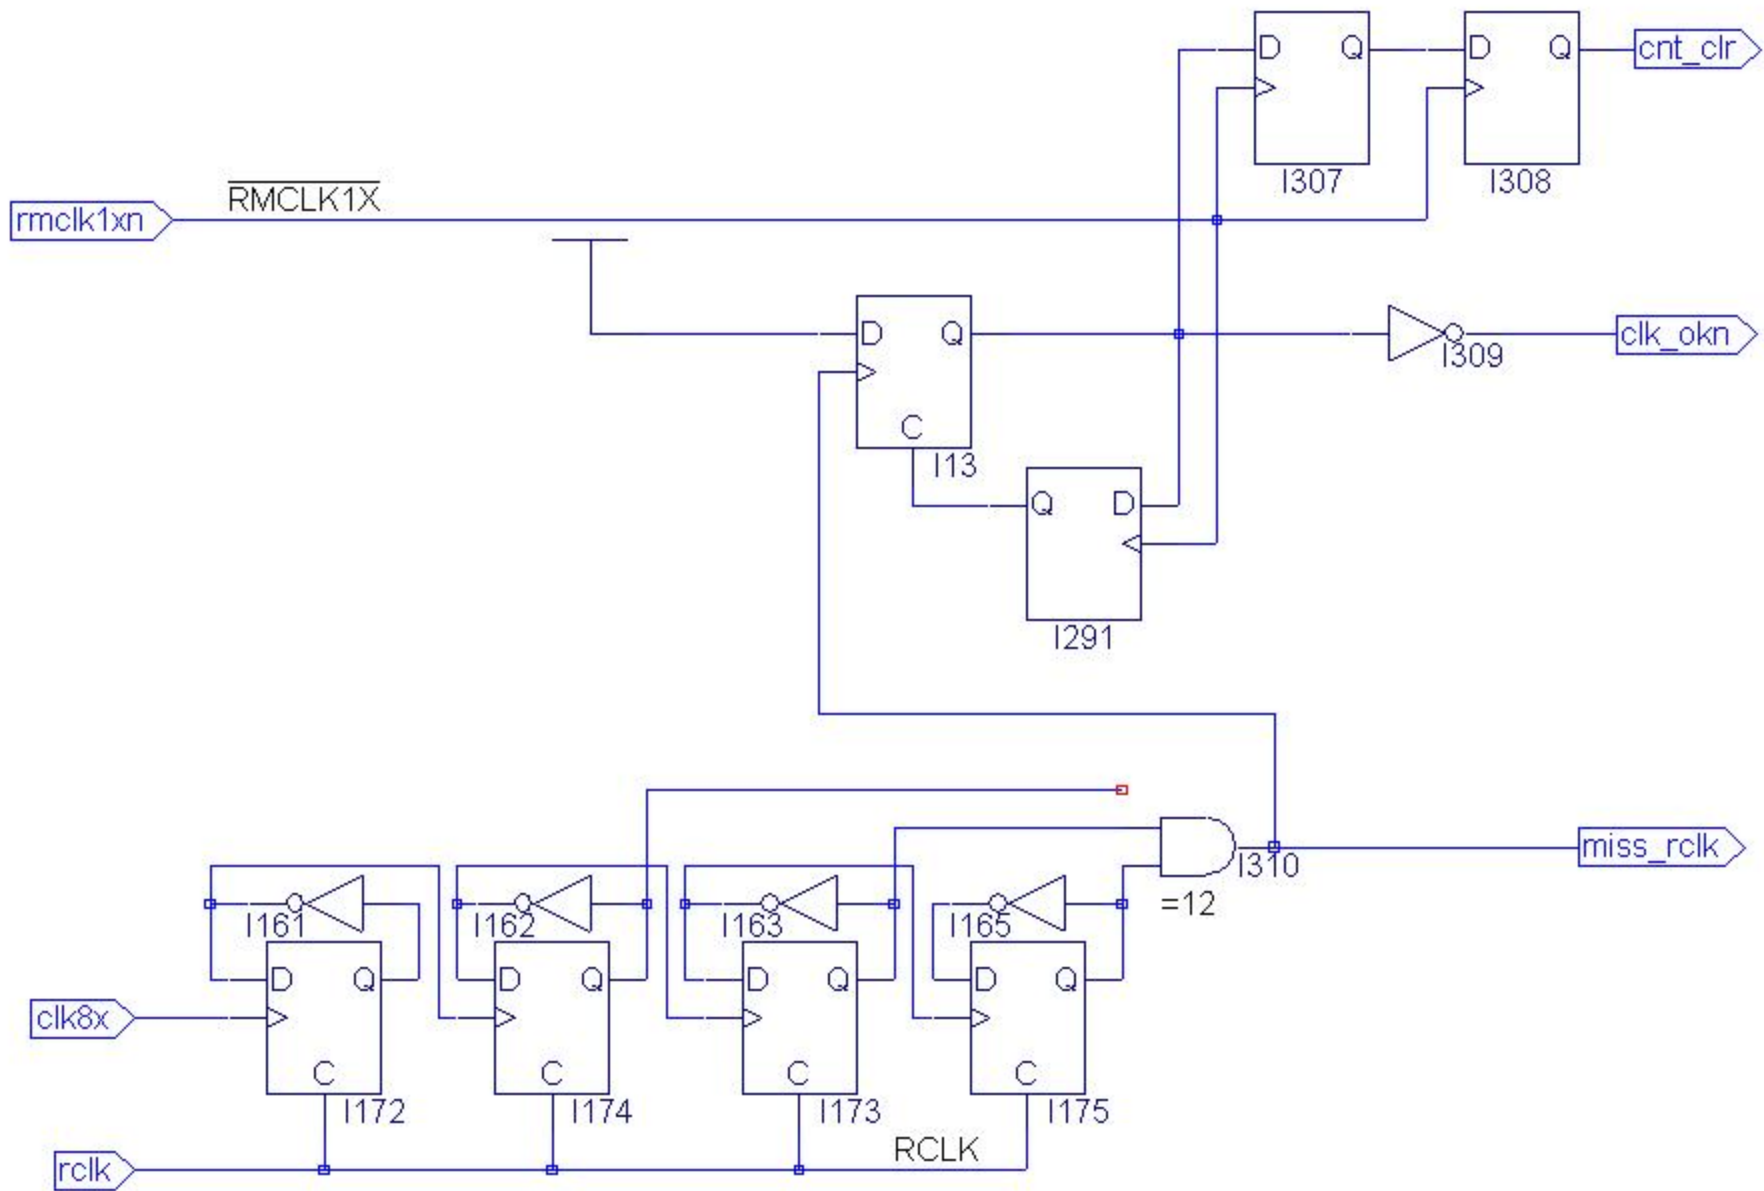 D Q
D Q
cnt_clr
I307
I308
RMCLK1X
rmclk1xn
D Q
clk_okn
I309
C
I13
Q D
I291
miss_rclk
I310
=12
I161
I162
I163
I165
D Q
D Q
D Q
D Q
clk8x
C
C
C
C
I172
I174
I173
I175
RCLK
rclk